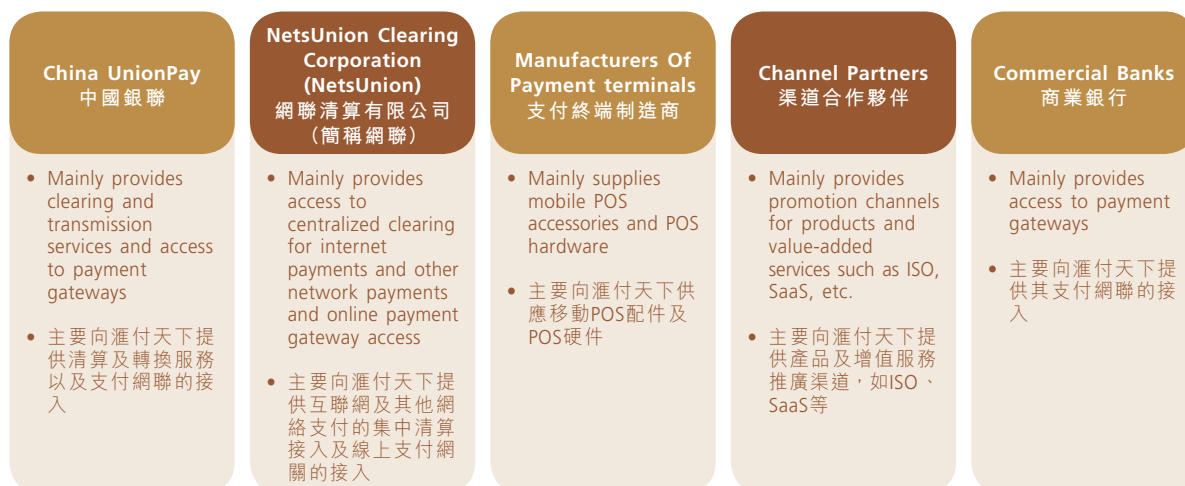 China UnionPay
中國銀聯
• Mainly provides
clearing and
transmission
services and access
to payment
gateways
• 主要向滙付天下提
供清算及轉換服務
以及支付網聯的接
入
NetsUnion Clearing
Corporation
(NetsUnion)
網聯清算有限公司
（簡稱網聯）
• Mainly provides
access to
centralized clearing
for internet
payments and other
network payments
and online payment
gateway access
• 主要向滙付天下提
供互聯網及其他網
絡支付的集中清算
接入及線上支付網
關的接入
Manufacturers Of
Payment terminals
支付終端制造商
• Mainly supplies
mobile POS
accessories and POS
hardware
• 主要向滙付天下供
應移動POS配件及
POS硬件
Channel Partners
渠道合作夥伴
• Mainly provides
promotion channels
for products and
value-added
services such as ISO,
SaaS, etc.
• 主要向滙付天下提
供產品及增值服務
推廣渠道，如ISO、
SaaS等
Commercial Banks
商業銀行
• Mainly provides
access to payment
gateways
• 主要向滙付天下提
供其支付網聯的接
入